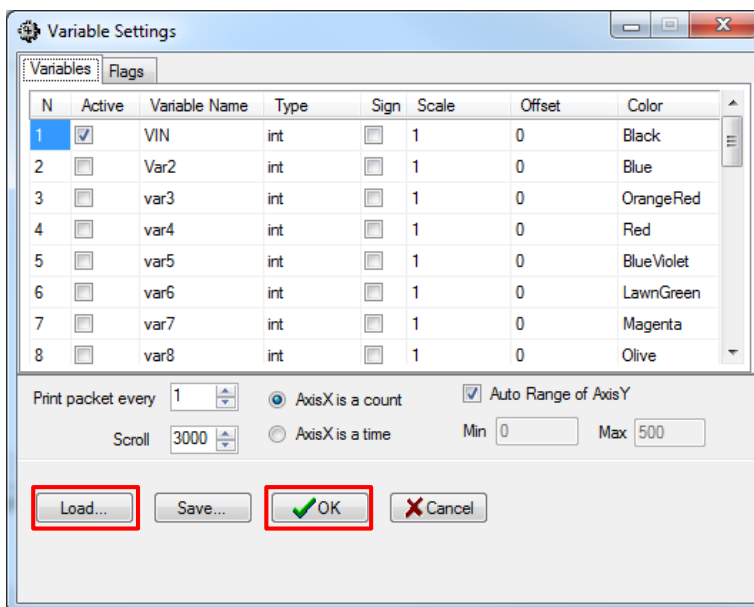 Variable Settings
Variables Flags
N Active Variable Name Type Sign Scale Offset Color
1 VIN int 1 0 Black
2 Var2 int 1 0 Blue
3 var3 int 1 0 OrangeRed
4 var4 int 1 0 Red
5 var5 int 1 0 BlueViolet
6 var6 int 1 0 LawnGreen
7 var7 int 1 0 Magenta
8 var8 int 1 0 Olive
Print packet every 1 AxisX is a count Auto Range of AxisY
Scroll 3000 AxisX is a time Min 0 Max 500
Load... Save... OK Cancel